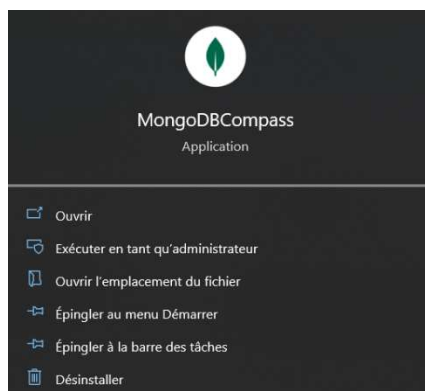 MongoDBCompass
Application
Ouvrir
Exécuter en tant qu'administrateur
Ouvrir l'emplacement du fichier
Épingler au menu Démarrer
Épingler à la barre des tâches
Désinstaller